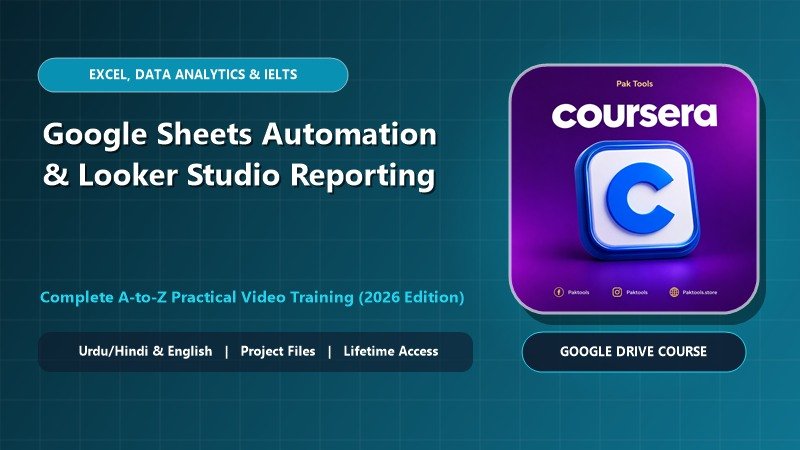 EXCEL, DATA ANALYTICS & IELTS
Google Sheets Automation
& Looker Studio Reporting
Complete A-to-Z Practical Video Training (2026 Edition)
Urdu/Hindi & English | Project Files | Lifetime Access
Pak Tools
coursera
C
Paktools Paktools Paktools.store
GOOGLE DRIVE COURSE